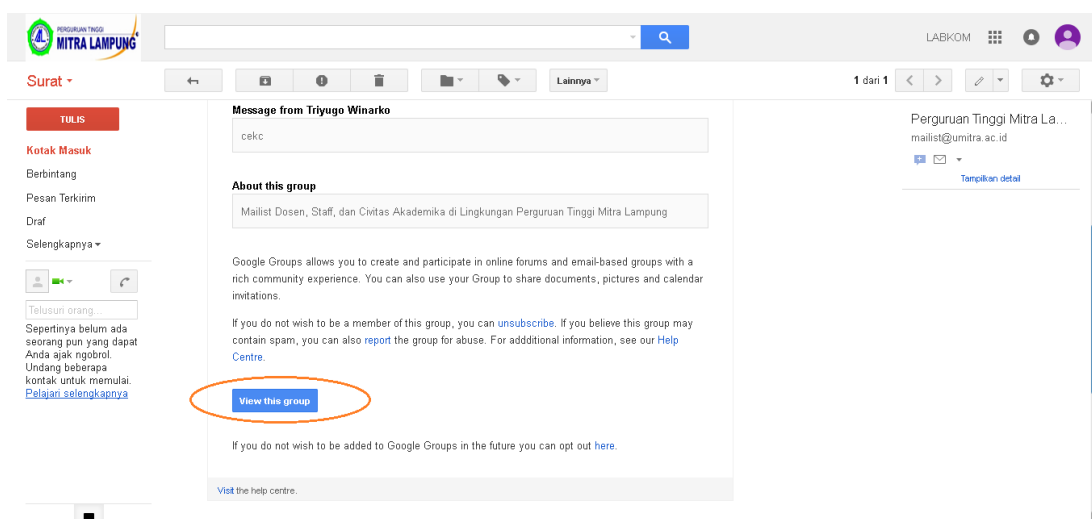 PERGURUAN TINGGI
MITRA LAMPUNG
LABKOM
Surat
Lainnya
1 dari 1
TULIS
Kotak Masuk
Berbintang
Pesan Terkirim
Draf
Selengkapnya
Telusuri orang...
Sepertinya belum ada
seorang pun yang dapat
Anda ajak ngobrol.
Undang beberapa
kontak untuk memulai.
Pelajari selengkapnya
Message from Triyugo Winarko
cekc
About this group
Mailist Dosen, Staff, dan Civitas Akademika di Lingkungan Perguruan Tinggi Mitra Lampung
Google Groups allows you to create and participate in online forums and email-based groups with a
rich community experience. You can also use your Group to share documents, pictures and calendar
invitations.
If you do not wish to be a member of this group, you can unsubscribe. If you believe this group may
contain spam, you can also report the group for abuse. For addditional information, see our Help
Centre.
View this group
If you do not wish to be added to Google Groups in the future you can opt out here.
Visit the help centre.
Perguruan Tinggi Mitra La...
mailist@umitra.ac.id
Tampilkan detail